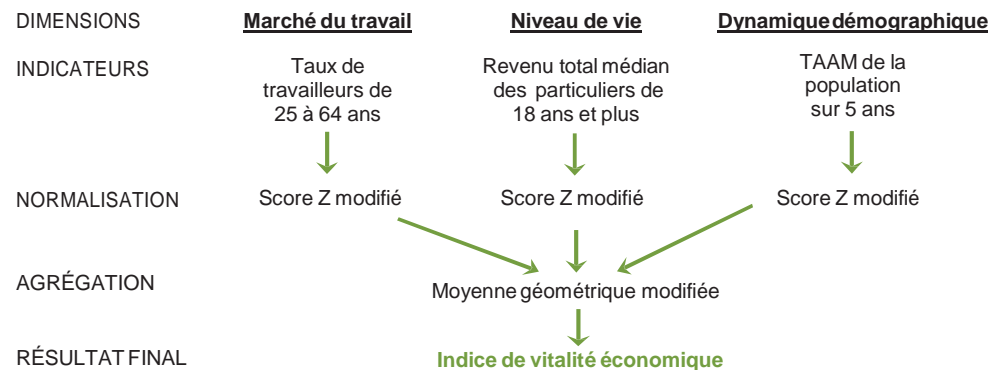 DIMENSIONS Marché du travail Niveau de vie Dynamique démographique
INDICATEURS Taux de travailleurs de 25 à 64 ans Revenu total médian des particuliers de 18 ans et plus TAAM de la population sur 5 ans
NORMALISATION Score Z modifié Score Z modifié Score Z modifié
AGRÉGATION Moyenne géométrique modifiée
RÉSULTAT FINAL Indice de vitalité économique